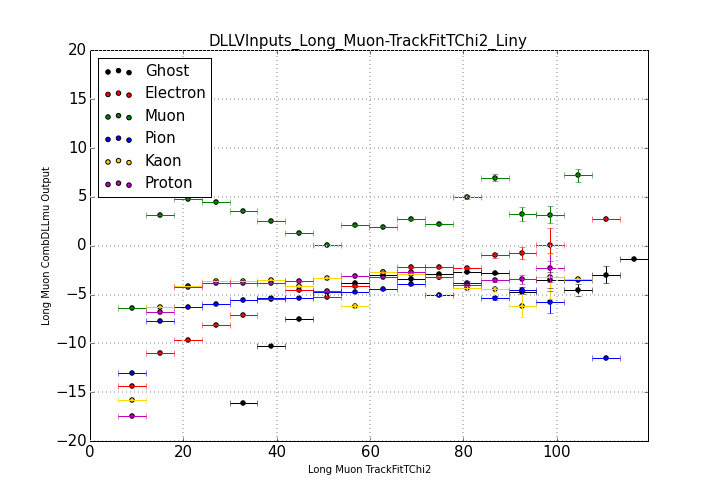 DLLVInputs_Long_Muon-TrackFitTChi2_Liny
20
15
10
5
0
−5
−10
−15
−20
Long Muon CombDLLmu Output
Ghost
Electron
Muon
Pion
Kaon
Proton
0 20 40 60 80 100
Long Muon TrackFitTChi2